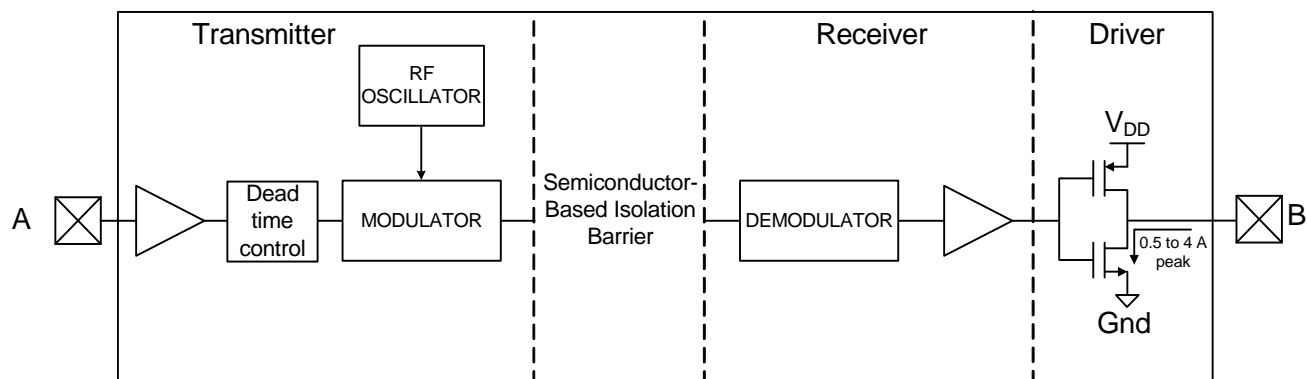 Transmitter
Receiver
Driver
RF
OSCILLATOR
V_DD
A
Dead
time
control
MODULATOR
Semiconductor-
Based Isolation
Barrier
DEMODULATOR
0.5 to 4 A
peak
B
Gnd